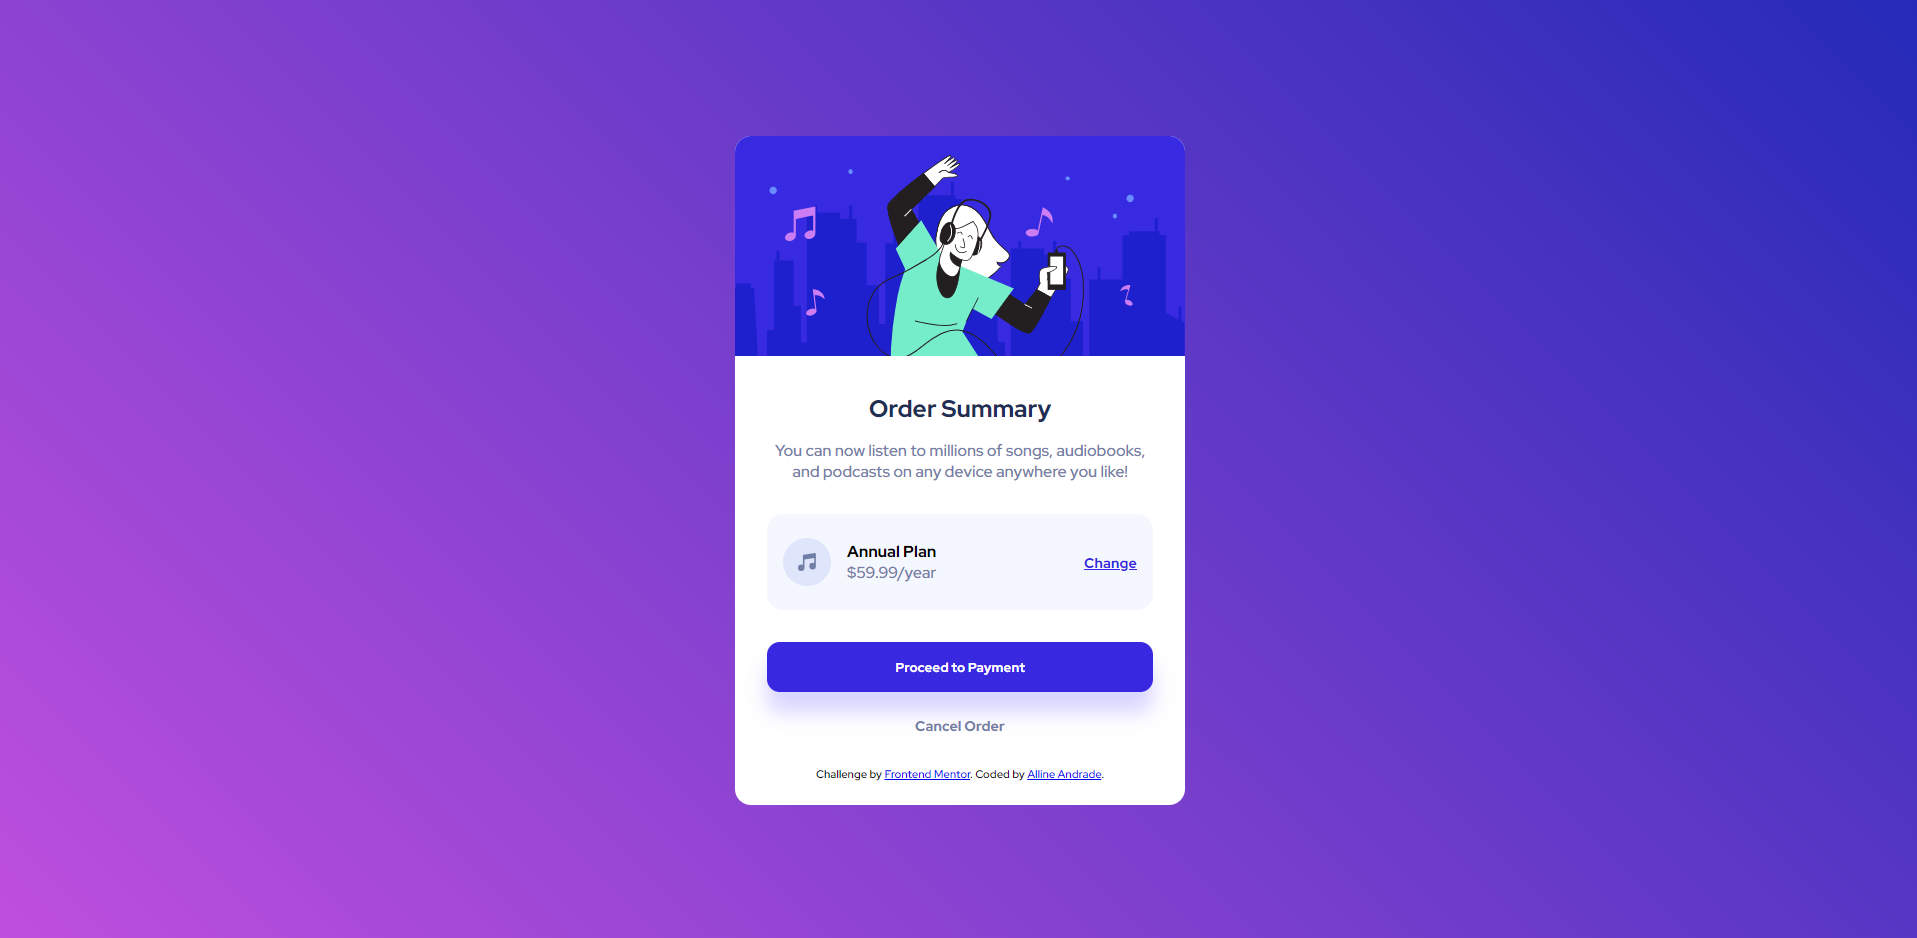 Order Summary
You can now listen to millions of songs, audiobooks,
and podcasts on any device anywhere you like!
Annual Plan
$59.99/year
Change
Proceed to Payment
Cancel Order
Challenge by Frontend Mentor. Coded by Alline Andrade.